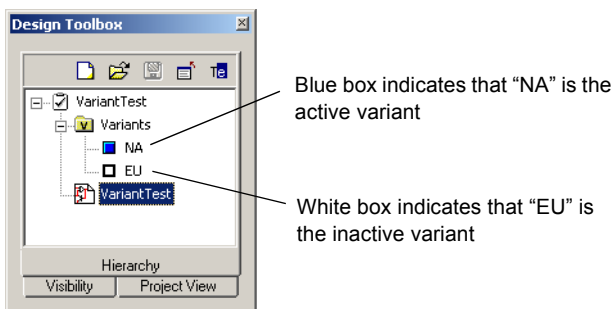 Design Toolbox
Te
VariantTest
V Variants
NA
EU
VariantTest
Hierarchy
Visibility Project View
Blue box indicates that “NA” is the
active variant
White box indicates that “EU” is
the inactive variant